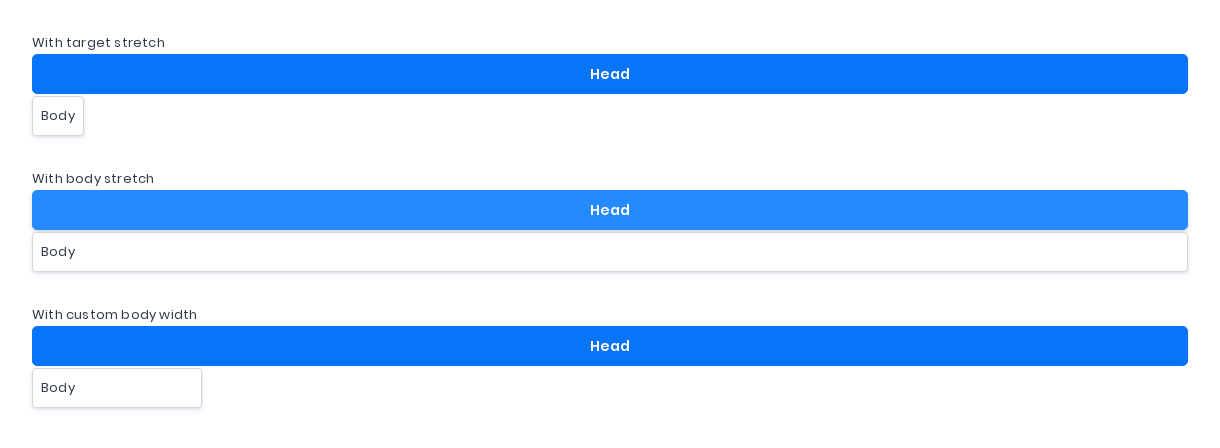 With target stretch
Head
Body
With body stretch
Head
Body
With custom body width
Head
Body